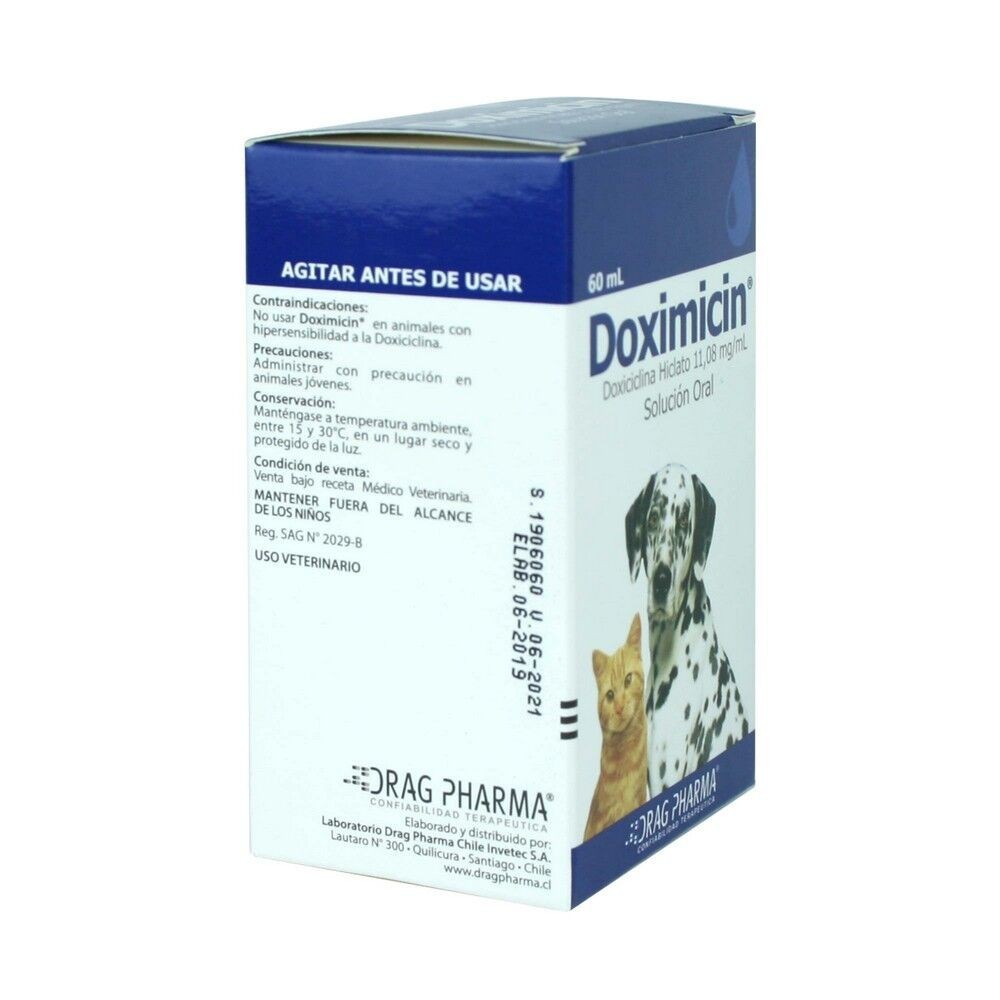 AGITAR ANTES DE USAR
Contraindicaciones:
No usar Doximicin® en animales con
hipersensibilidad a la Doxiciclina.
Precauciones:
Administrar con precaución en
animales jóvenes.
Conservación:
Manténgase a temperatura ambiente,
entre 15 y 30°C, en un lugar seco y
protegido de la luz.
Condición de venta:
Venta bajo receta Médico Veterinaria.
MANTENER FUERA DEL ALCANCE
DE LOS NIÑOS
Reg. SAG N° 2029-B
USO VETERINARIO
S. 1906060 V. 06-2021
ELAB. 06-2019
DRAG PHARMA®
CONFIABILIDAD TERAPEUTICA
Elaborado y distribuido por:
Laboratorio Drag Pharma Chile Invetec S.A.
Lautaro N° 300 • Quilicura • Santiago • Chile
www.dragpharma.cl
60 mL
Doximicin®
Doxiciclina Hiclato 11,08 mg/mL
Solución Oral
DRAG PHARMA®
CONFIABILIDAD TERAPEUTICA